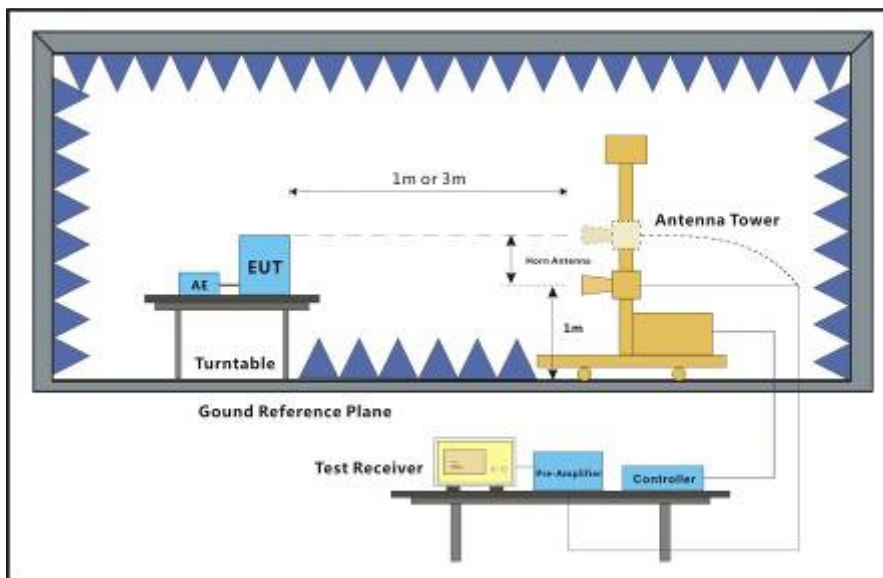 1m or 3m
Antenna Tower
EUT
Horn Antenna
AE
1m
Turntable
Gound Reference Plane
Test Receiver
Pre-Amplifier
Controller